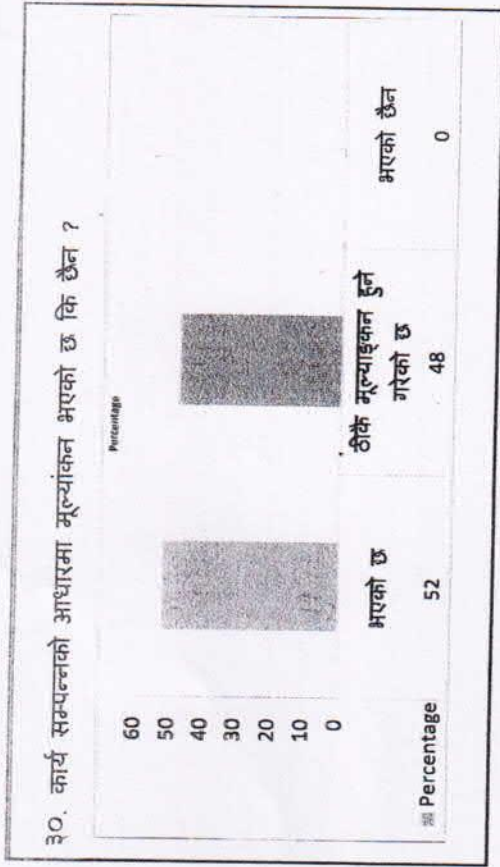 ३०. कार्य सम्पन्नको आधारमा मूल्यांकन भएको छ कि छैन ?
Percentage
60
50
40
30
20
10
0
भएको छ
ठीकै मूल्याङ्कन हुने
गरेको छ
भएको छैन
Percentage 52 48 0